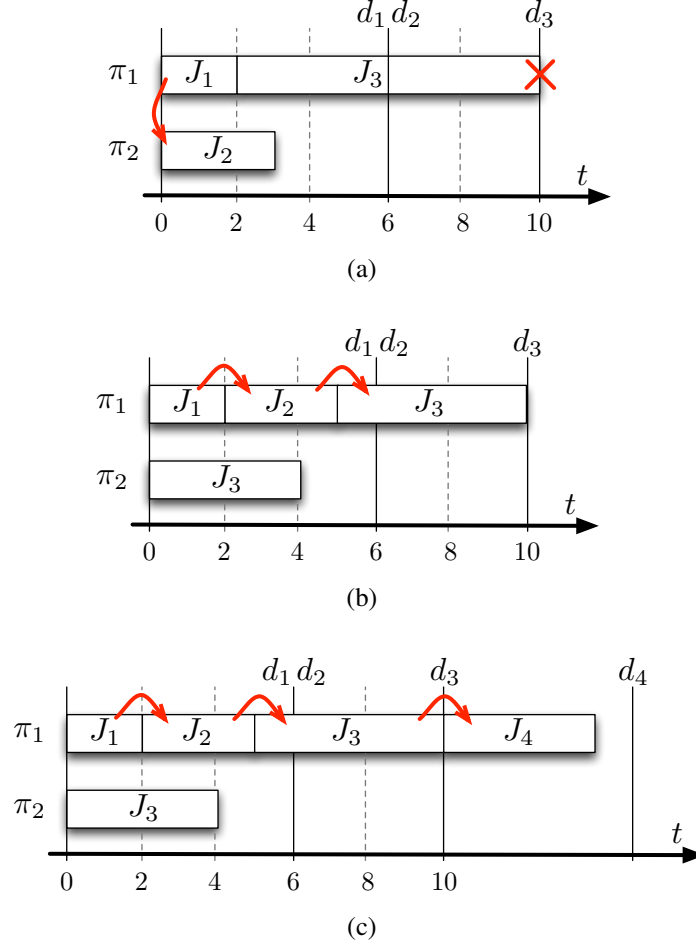 d₁ d₂ d₃
π₁ J₁ J₃
π₂ J₂
t
0 2 4 6 8 10
(a)
d₁ d₂ d₃
π₁ J₁ J₂ J₃
π₂ J₃
t
0 2 4 6 8 10
(b)
d₁ d₂ d₃ d₄
π₁ J₁ J₂ J₃ J₄
π₂ J₃
t
0 2 4 6 8 10
(c)